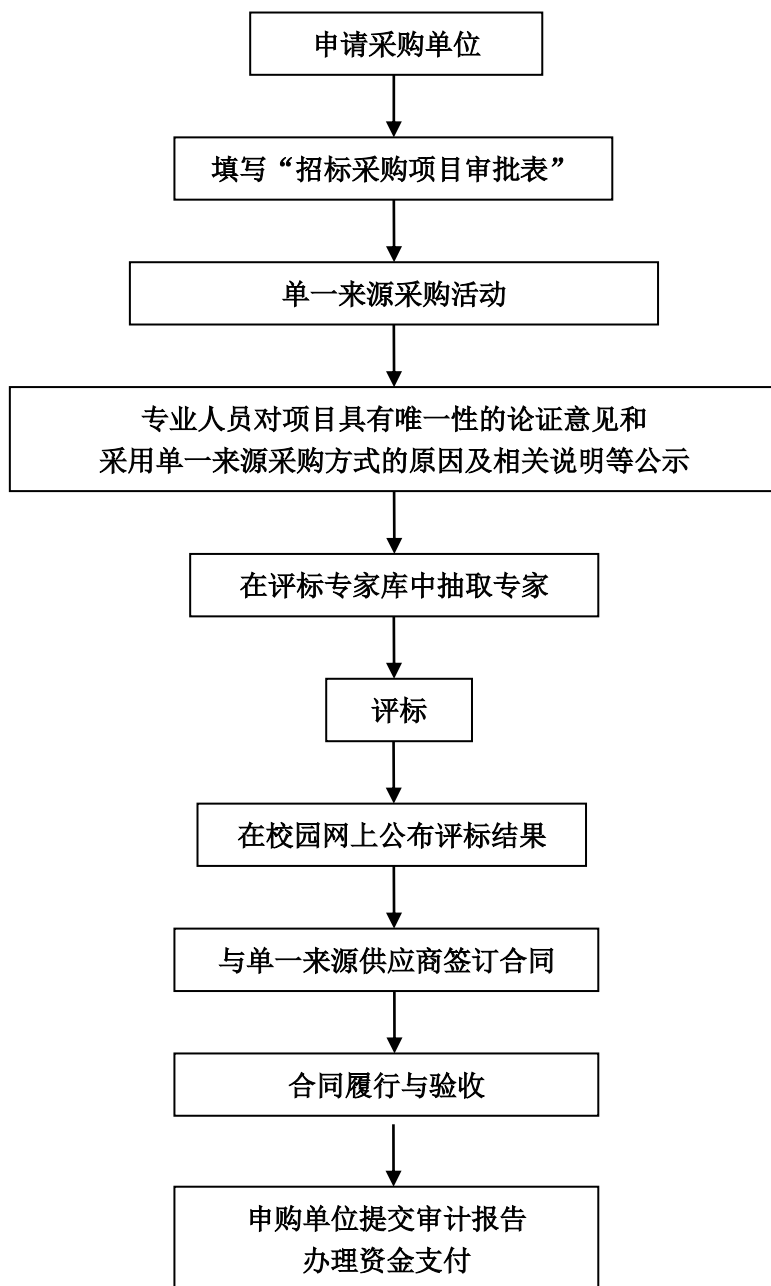 申请采购单位
填写“招标采购项目审批表”
单一来源采购活动
专业人员对项目具有唯一性的论证意见和
采用单一来源采购方式的原因及相关说明等公示
在评标专家库中抽取专家
评标
在校园网上公布评标结果
与单一来源供应商签订合同
合同履行与验收
申购单位提交审计报告
办理资金支付